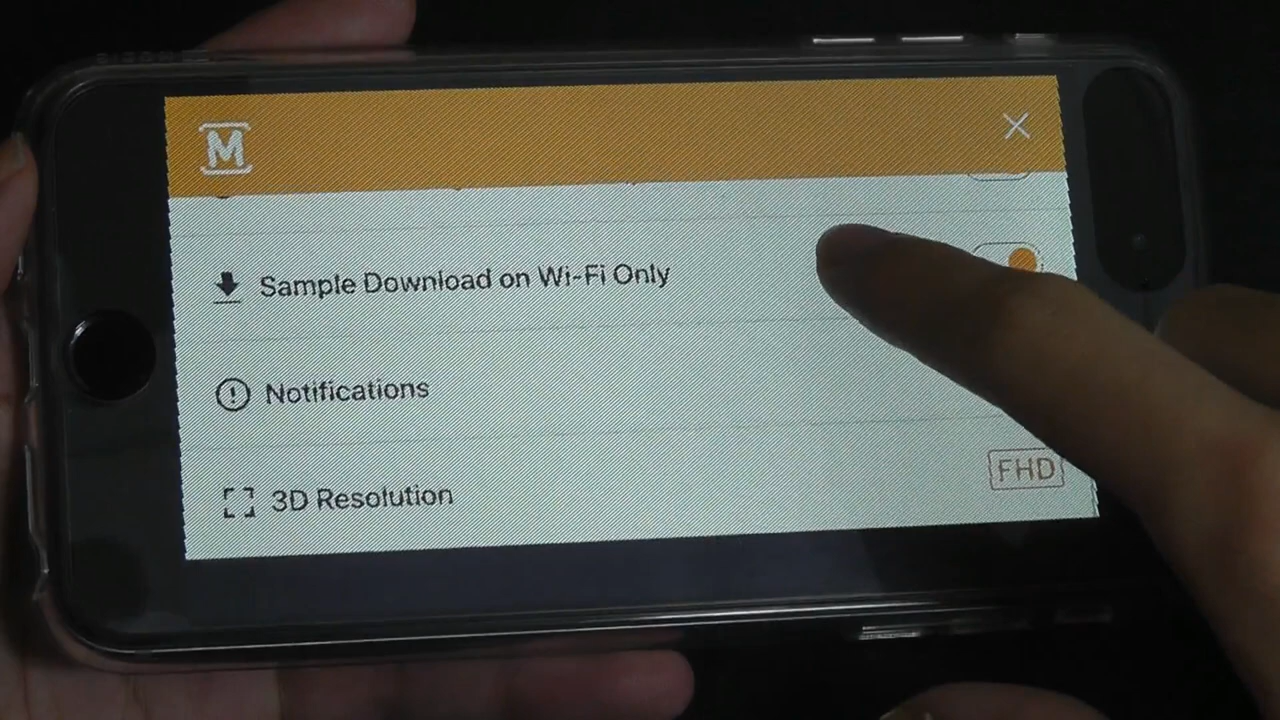 M
Sample Download on Wi-Fi Only
Notifications
3D Resolution
FHD